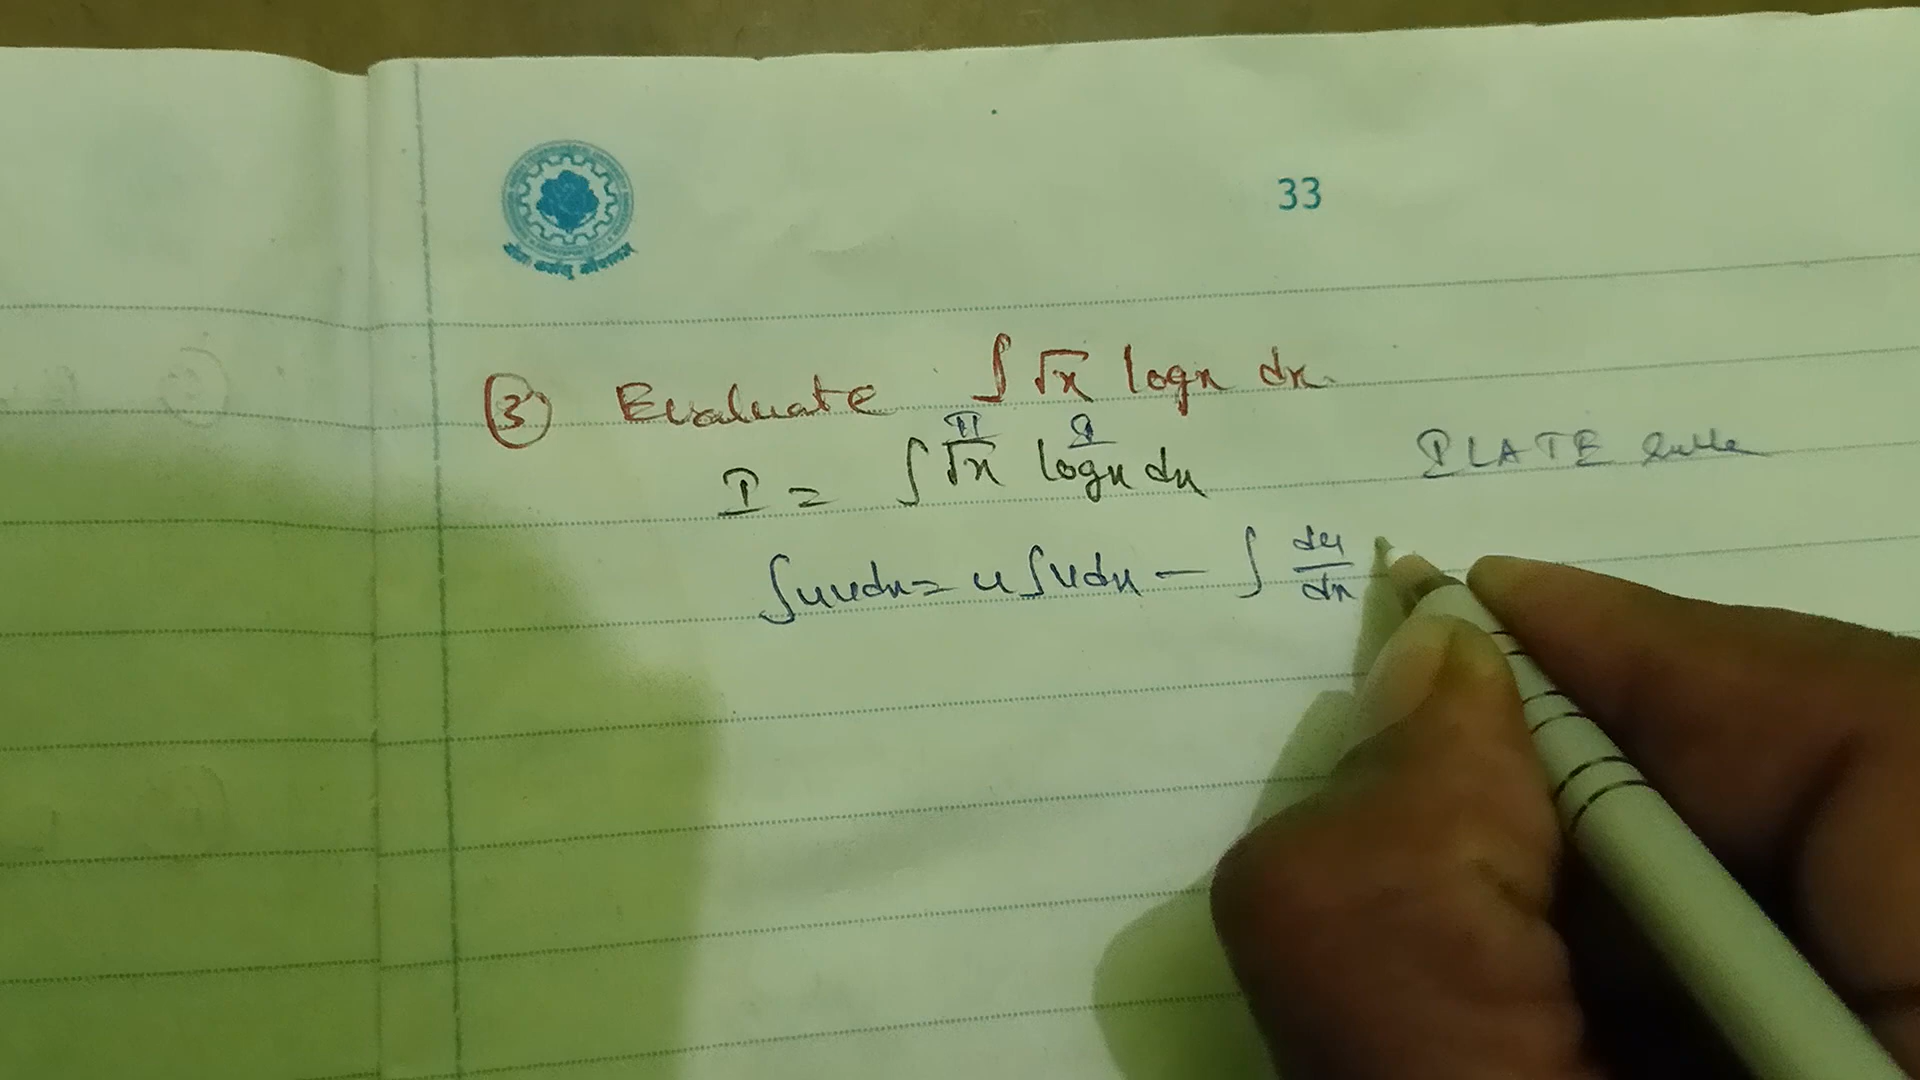 33
③ Evaluate ∫ √x logx dx.
II I
I = ∫ √x logx dx ILATE Rule
∫uvdx = u∫vdx - ∫ du/dx